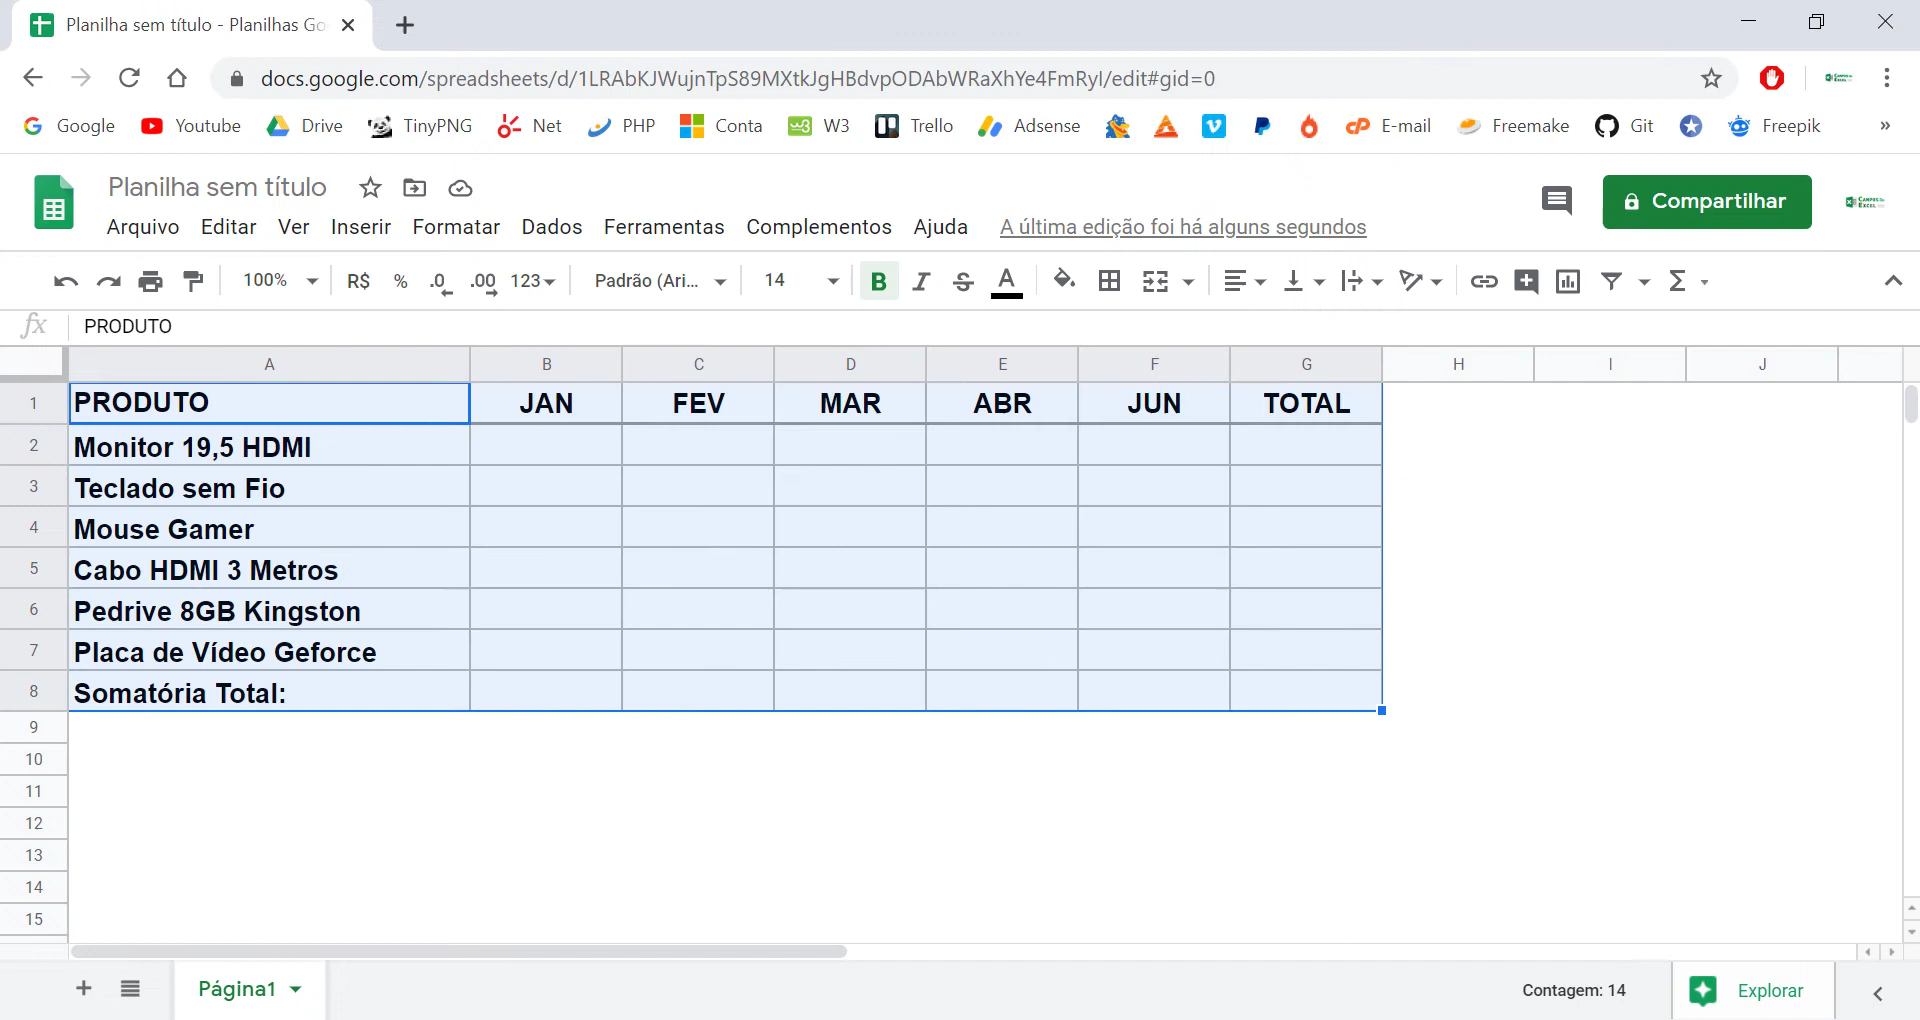 Planilha sem título - Planilhas Go
docs.google.com/spreadsheets/d/1LRAbKJWujnTpS89MXtkJgHBdvpODAbWRaXhYe4FmRyI/edit#gid=0
Google Youtube Drive TinyPNG Net PHP Conta W3 Trello Adsense E-mail Freemake Git Freepik »
Planilha sem título
Compartilhar
Arquivo Editar Ver Inserir Formatar Dados Ferramentas Complementos Ajuda A última edição foi há alguns segundos
100% R$ % .0 .00 123 Padrão (Ari... 14 B I S A Σ
fx PRODUTO
A B C D E F G H I J
1 PRODUTO JAN FEV MAR ABR JUN TOTAL
2 Monitor 19,5 HDMI
3 Teclado sem Fio
4 Mouse Gamer
5 Cabo HDMI 3 Metros
6 Pedrive 8GB Kingston
7 Placa de Vídeo Geforce
8 Somatória Total:
9
10
11
12
13
14
15
Página1 Contagem: 14 Explorar